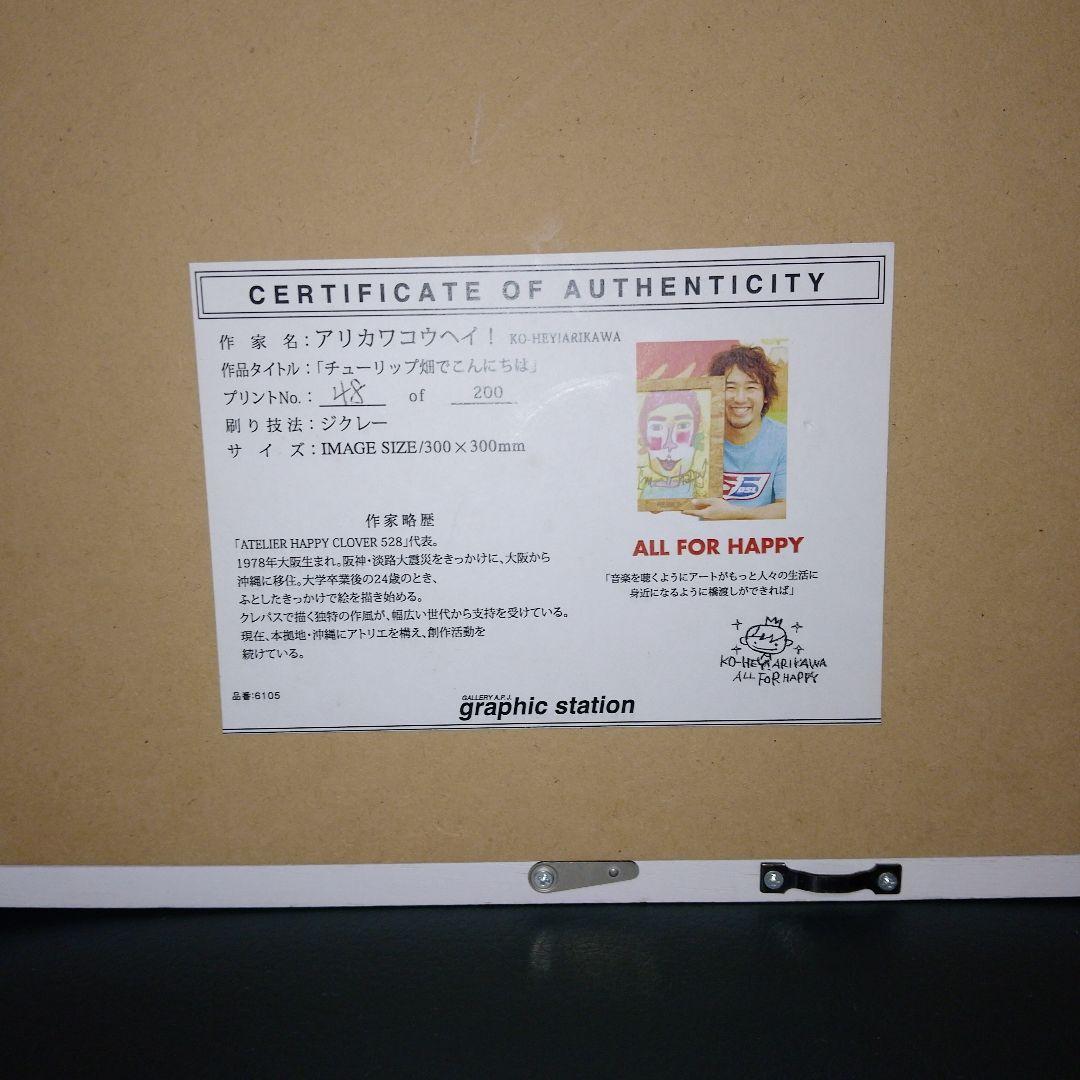 CERTIFICATE OF AUTHENTICITY
作家名：アリカワコウヘイ！ KO-HEY!ARIKAWA
作品タイトル：「チューリップ畑でこんにちは」
プリントNo.： 48 of 200
刷り技法：ジクレー
サイズ：IMAGE SIZE/300×300mm
作家略歴
「ATELIER HAPPY CLOVER 528」代表。
1978年大阪生まれ。阪神・淡路大震災をきっかけに、大阪から
沖縄に移住。大学卒業後の24歳のとき、
ふとしたきっかけで絵を描き始める。
クレパスで描く独特の作風が、幅広い世代から支持を受けている。
現在、本拠地・沖縄にアトリエを構え、創作活動を
続けている。
品番：6105
ALL FOR HAPPY
「音楽を聴くようにアートがもっと人々の生活に
身近になるように橋渡しができれば」
KO-HEY!ARIKAWA
ALL FOR HAPPY
GALLERY A.P.J.
graphic station